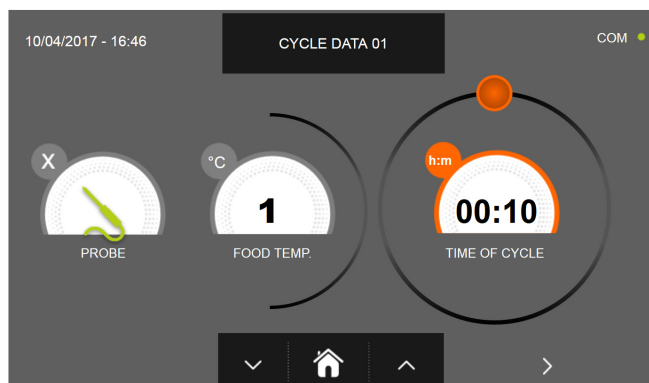 10/04/2017 - 16:46
CYCLE DATA 01
COM
X
°C
h:m
1
00:10
PROBE
FOOD TEMP.
TIME OF CYCLE